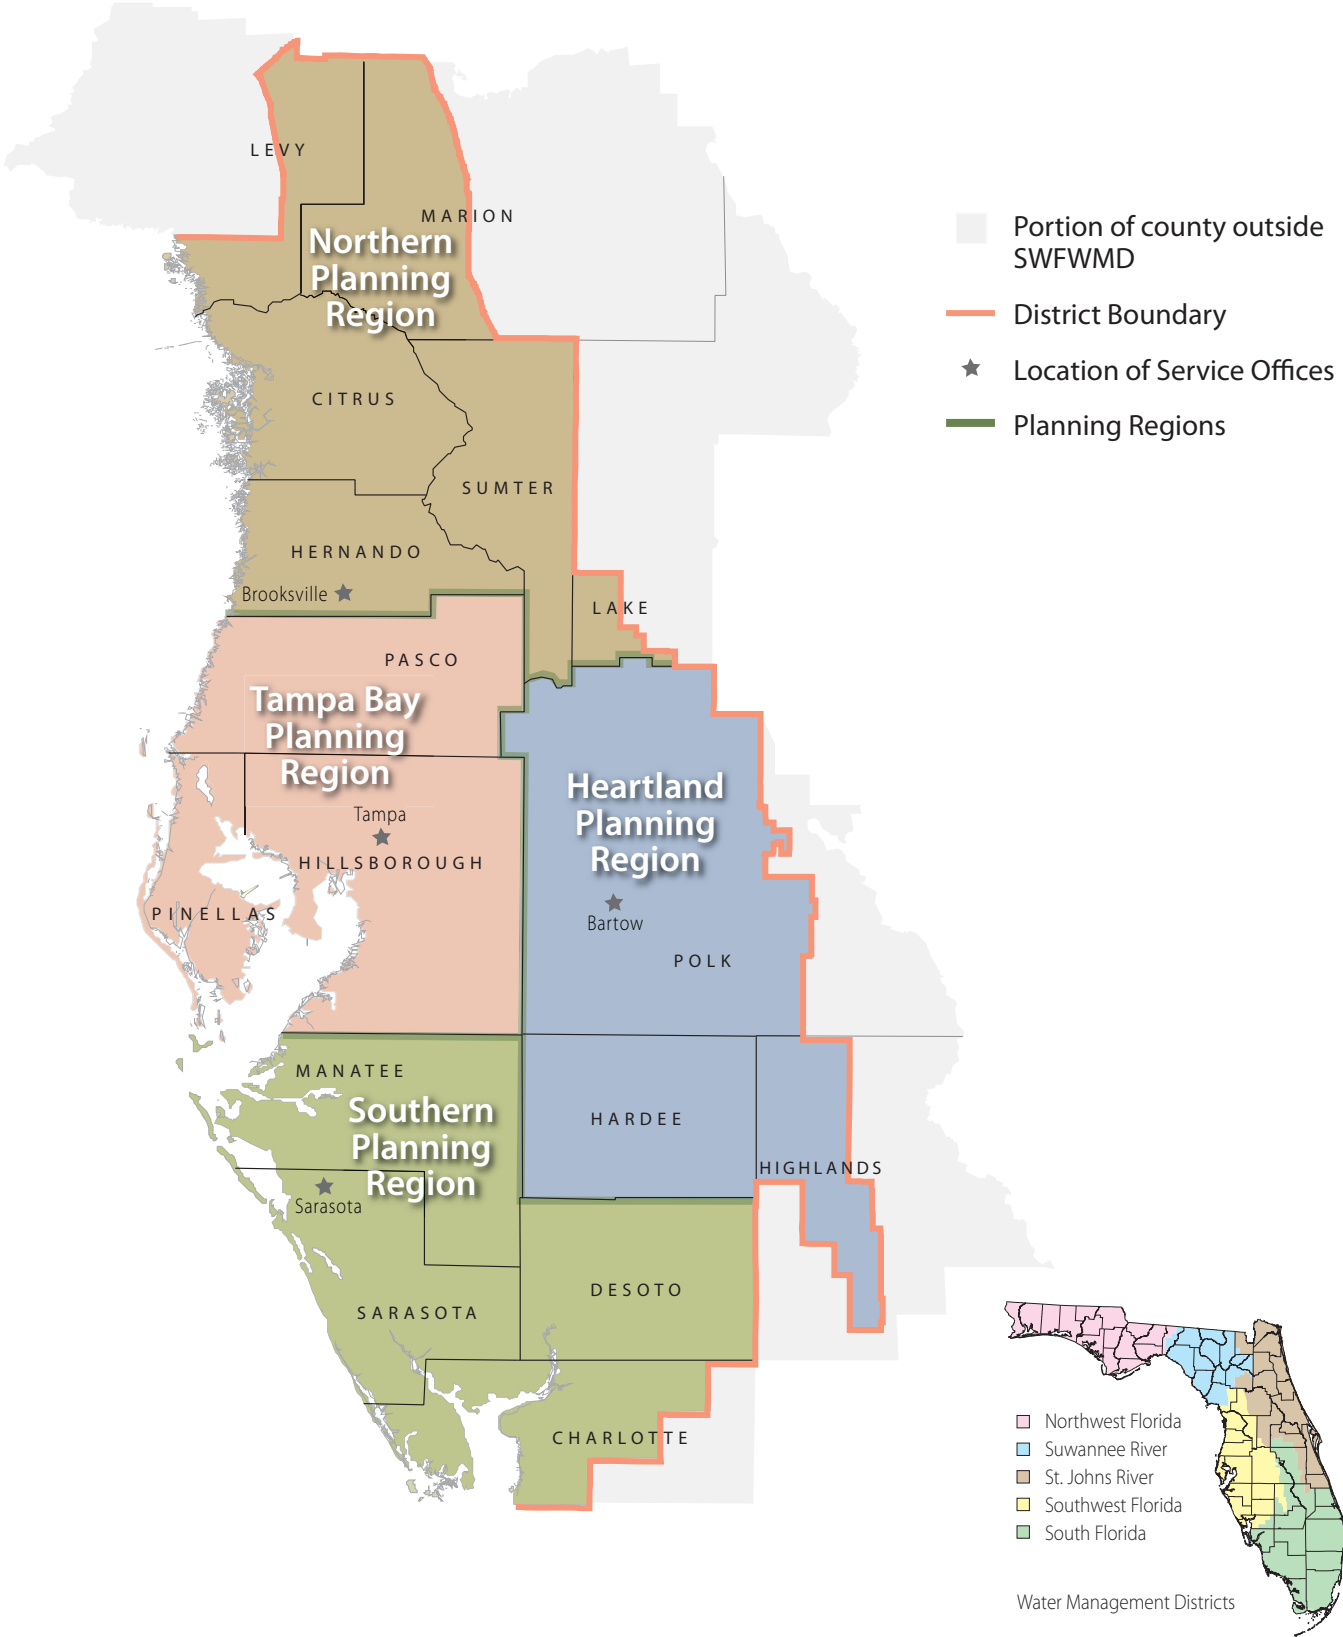 LEVY
MARION
Northern
Planning
Region
CITRUS
SUMTER
HERNANDO
Brooksville
LAKE
PASCO
Tampa Bay
Planning
Region
Tampa
HILLSBOROUGH
PINELLAS
Heartland
Planning
Region
Bartow
POLK
MANATEE
Southern
Planning
Region
HARDEE
HIGHLANDS
Sarasota
DESOTO
SARASOTA
CHARLOTTE
Portion of county outside
SWFWMD
District Boundary
Location of Service Offices
Planning Regions
Northwest Florida
Suwannee River
St. Johns River
Southwest Florida
South Florida
Water Management Districts